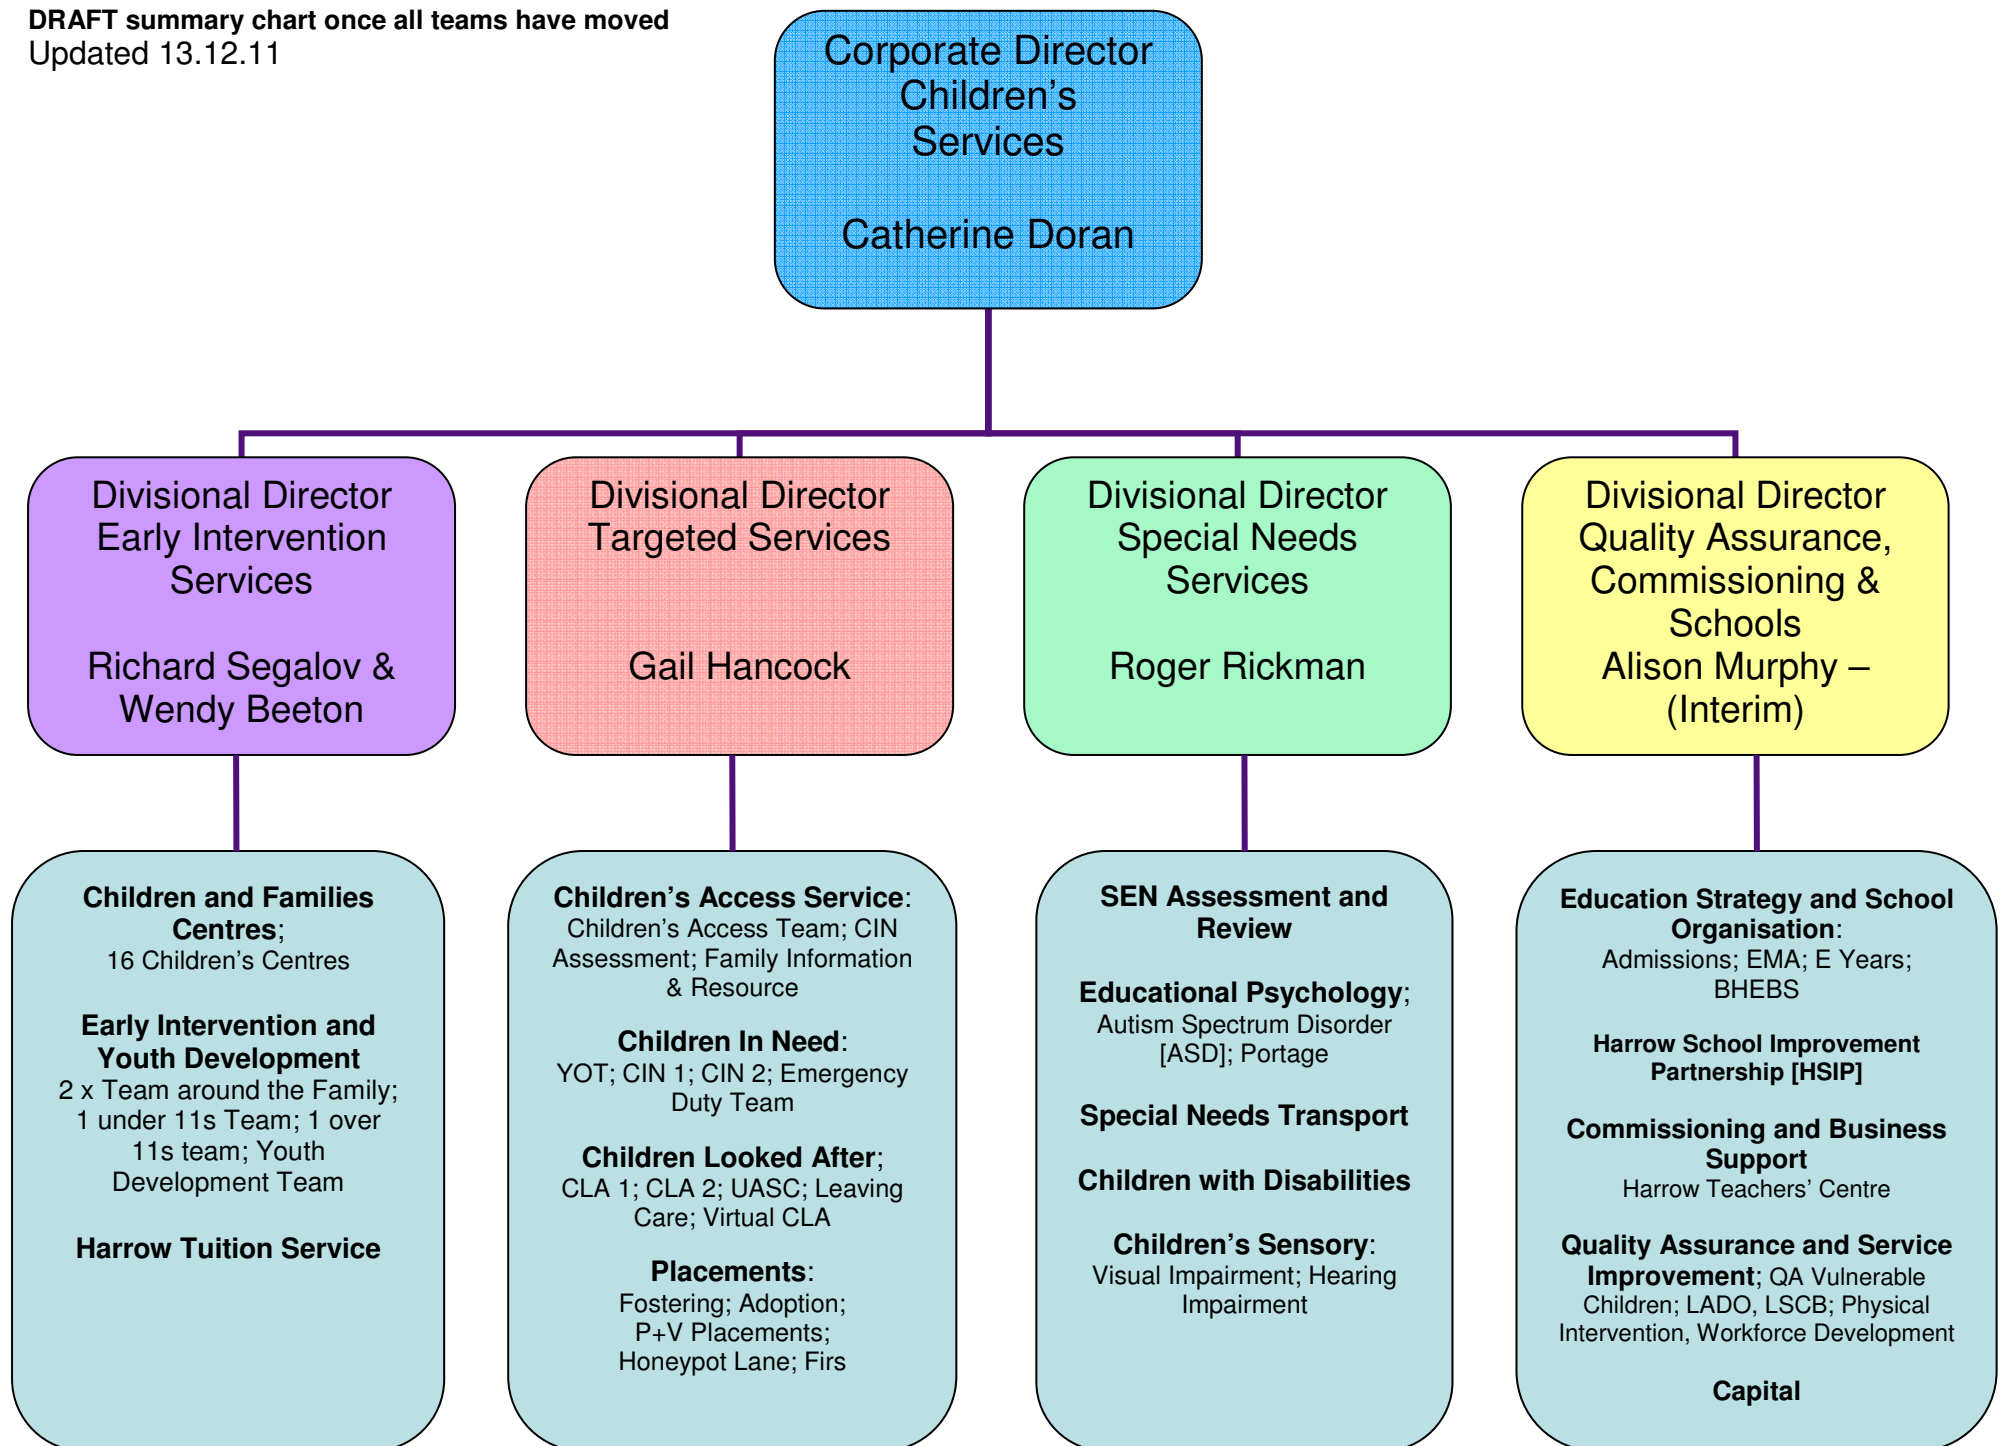 DRAFT summary chart once all teams have moved
Updated 13.12.11
Corporate Director
Children’s
Services
Catherine Doran
Divisional Director
Early Intervention
Services
Richard Segalov &
Wendy Beeton
Divisional Director
Targeted Services
Gail Hancock
Divisional Director
Special Needs
Services
Roger Rickman
Divisional Director
Quality Assurance,
Commissioning &
Schools
Alison Murphy –
(Interim)
Children and Families
Centres;
16 Children’s Centres
Early Intervention and
Youth Development
2 x Team around the Family;
1 under 11s Team; 1 over
11s team; Youth
Development Team
Harrow Tuition Service
Children’s Access Service:
Children’s Access Team; CIN
Assessment; Family Information
& Resource
Children In Need:
YOT; CIN 1; CIN 2; Emergency
Duty Team
Children Looked After;
CLA 1; CLA 2; UASC; Leaving
Care; Virtual CLA
Placements:
Fostering; Adoption;
P+V Placements;
Honeypot Lane; Firs
SEN Assessment and
Review
Educational Psychology;
Autism Spectrum Disorder
[ASD]; Portage
Special Needs Transport
Children with Disabilities
Children’s Sensory:
Visual Impairment; Hearing
Impairment
Education Strategy and School
Organisation:
Admissions; EMA; E Years;
BHEBS
Harrow School Improvement
Partnership [HSIP]
Commissioning and Business
Support
Harrow Teachers’ Centre
Quality Assurance and Service
Improvement; QA Vulnerable
Children; LADO, LSCB; Physical
Intervention, Workforce Development
Capital